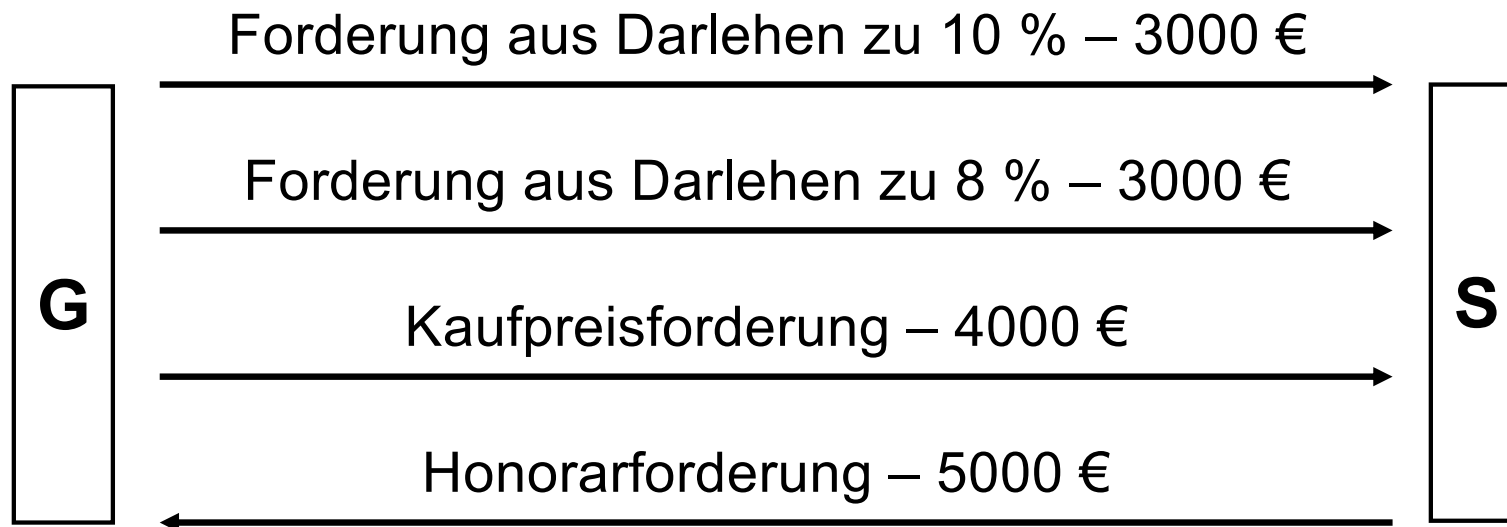 Forderung aus Darlehen zu 10 % – 3000 €
Forderung aus Darlehen zu 8 % – 3000 €
G
S
Kaufpreisforderung – 4000 €
Honorarforderung – 5000 €